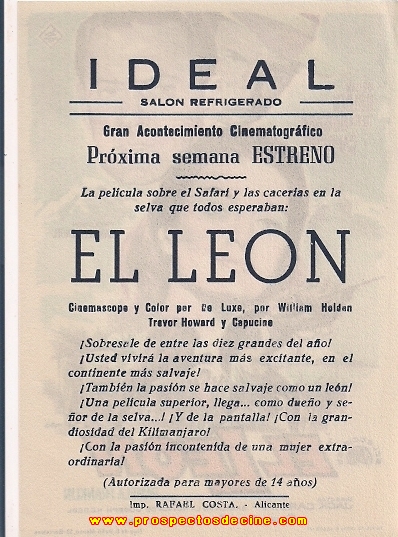 IDEAL
SALON REFRIGERADO
Gran Acontecimiento Cinematográfico
Próxima semana ESTRENO
La película sobre el Safari y las cacerías en la
selva que todos esperaban:
EL LEON
Cinemascope y Color por De Luxe, por William Holden
Trevor Howard y Capucine
¡Sobresale de entre las diez grandes del año!
¡Usted vivirá la aventura más excitante, en el
continente más salvaje!
¡También la pasión se hace salvaje como un león!
¡Una película superior, llega... como dueño y se-
ñor de la selva...! ¡Y de la pantalla! ¡Con la gran-
diosidad del Kilimanjaro!
¡Con la pasión incontenida de una mujer extra-
ordinaria!
(Autorizada para mayores de 14 años)
Imp. RAFAEL COSTA. - Alicante
www.prospectosdecine.com